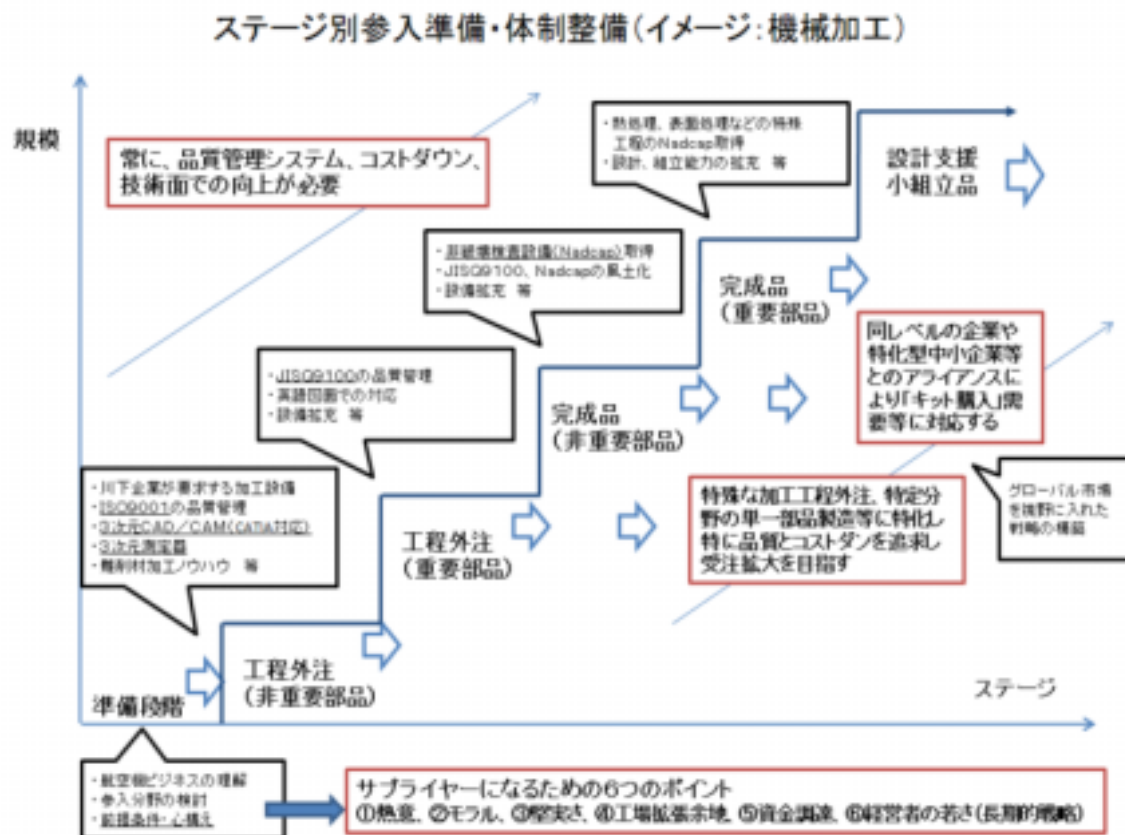 ステージ別参入準備・体制整備(イメージ:機械加工)
規模
常に、品質管理システム、コストダウン、
技術面での向上が必要
・熱処理、表面処理などの特殊
工程のNadcap取得
・設計、組立能力の拡充 等
設計支援
小組立品
・非破壊検査設備(Nadcap)取得
・JISQ9100、Nadcapの風土化
・設備拡充 等
完成品
(重要部品)
同レベルの企業や
特化型中小企業等
とのアライアンスに
より「キット購入」需
要等に対応する
・JISQ9100の品質管理
・英語図面での対応
・設備拡充 等
完成品
(非重要部品)
グローバル市場
を視野に入れた
戦略の構築
・川下企業が要求する加工設備
・ISO9001の品質管理
・3次元CAD/CAM(CATIA対応)
・3次元測定器
・難削材加工ノウハウ 等
工程外注
(重要部品)
特殊な加工工程外注、特定分
野の単一部品製造等に特化し
特に品質とコストダンを追求し
受注拡大を目指す
工程外注
(非重要部品)
準備段階
ステージ
・航空機ビジネスの理解
・参入分野の検討
・前提条件・心構え
サプライヤーになるための6つのポイント
①熱意、②モラル、③堅実さ、④工場拡張余地、⑤資金調達、⑥経営者の若さ(長期的戦略)